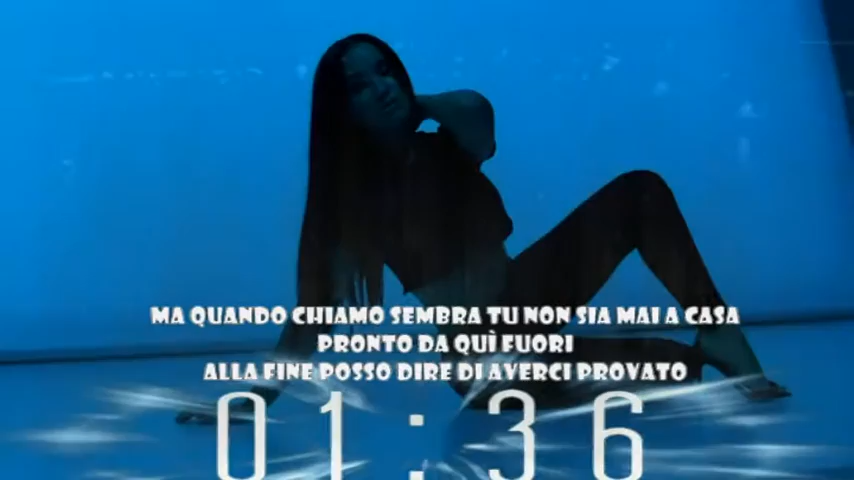 MA QUANDO CHIAMO SEMBRA TU NON SIA MAI A CASA
PRONTO DA QUÌ FUORI
ALLA FINE POSSO DIRE DI AVERCI PROVATO
01:36